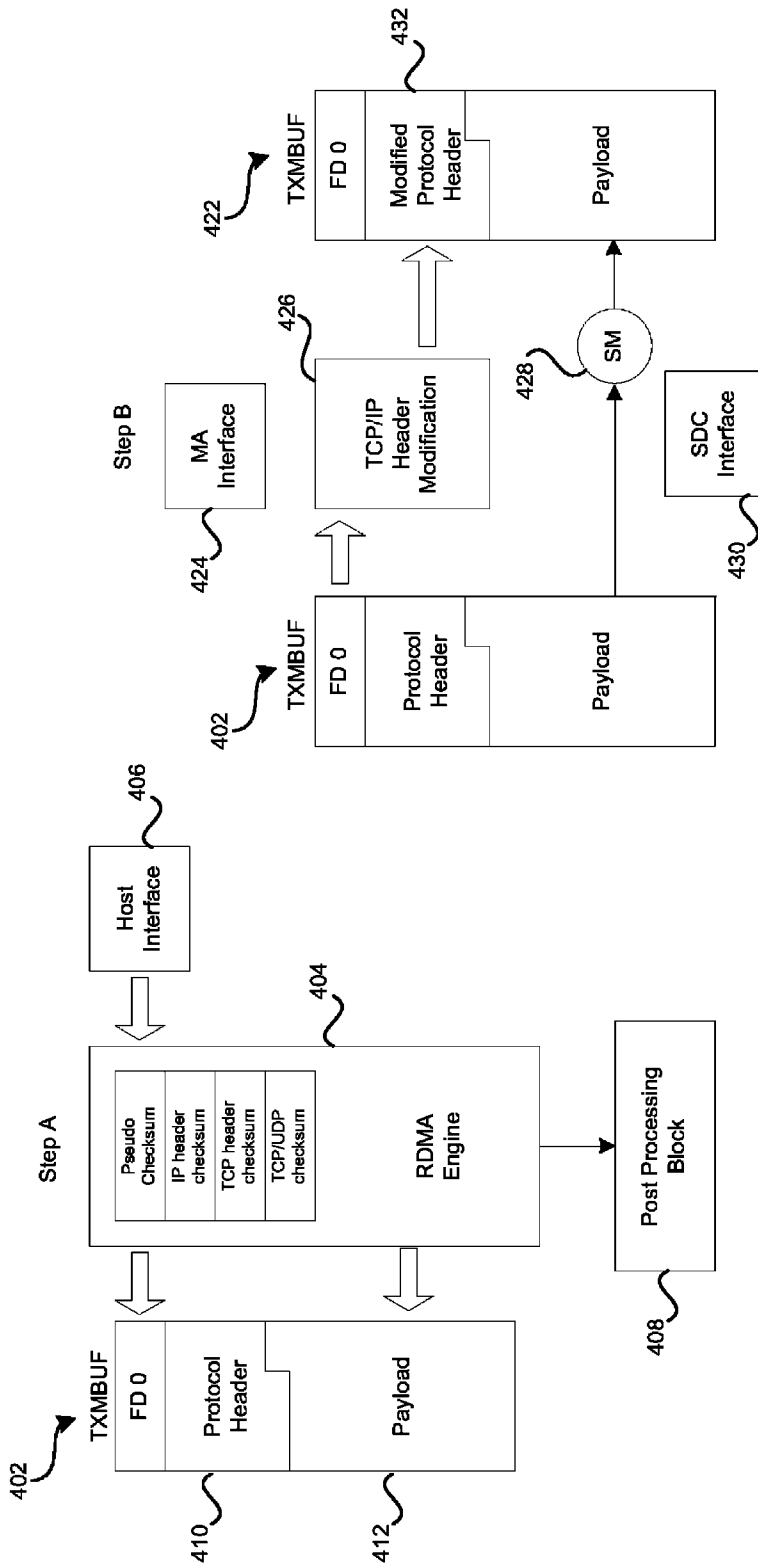 Step A
402
TXMBUF
FD 0
Protocol
Header
410
Payload
412
Pseudo
Checksum
IP header
checksum
TCP header
checksum
TCP/UDP
checksum
RDMA
Engine
404
Host
Interface
406
Post Processing
Block
408
Step B
402
TXMBUF
FD 0
Protocol
Header
Payload
MA
Interface
424
TCP/IP
Header
Modification
426
SM
428
SDC
Interface
430
422
TXMBUF
FD 0
Modified
Protocol
Header
432
Payload